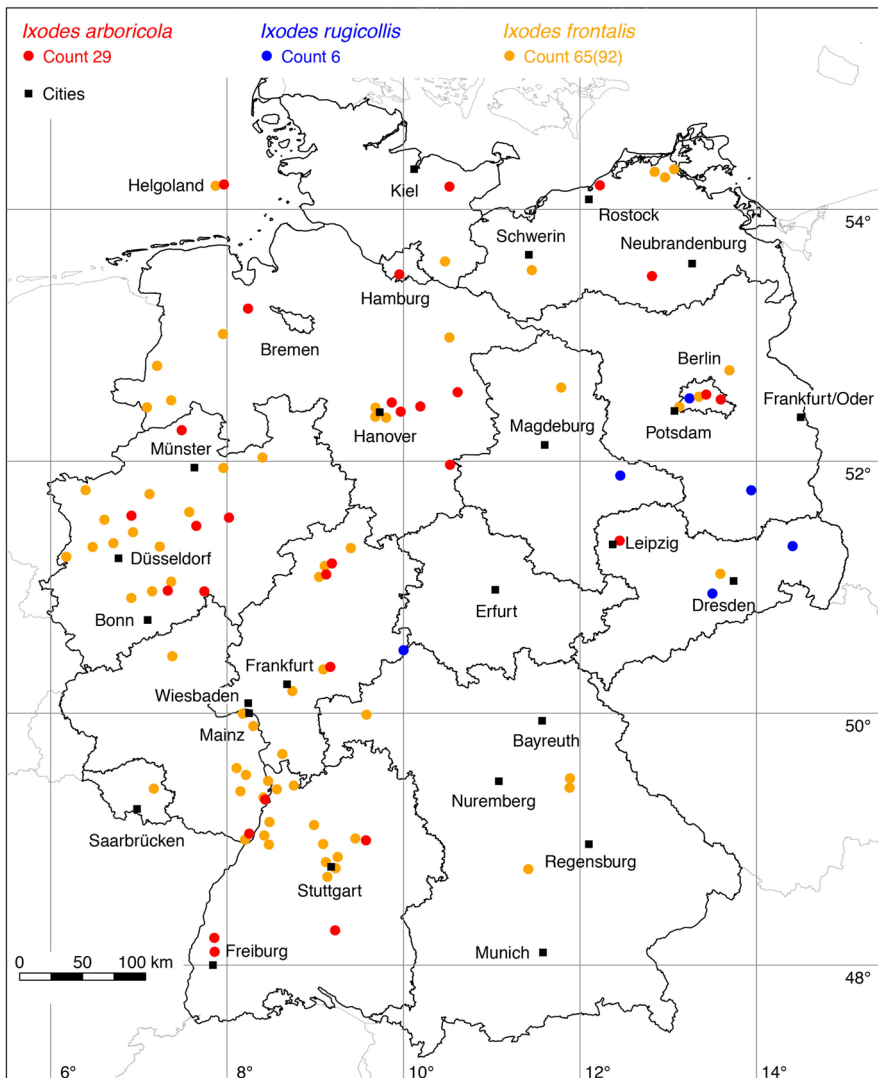 Ixodes arboricola Ixodes rugicollis Ixodes frontalis
Count 29 Count 6 Count 65(92)
Cities
Helgoland
Kiel
54°
Rostock
Schwerin
Neubrandenburg
Hamburg
Bremen
Berlin
Frankfurt/Oder
Hanover
Magdeburg
Potsdam
Münster
52°
Leipzig
Düsseldorf
Erfurt
Dresden
Bonn
Frankfurt
Wiesbaden
50°
Mainz
Bayreuth
Nuremberg
Saarbrücken
Regensburg
Stuttgart
Freiburg
Munich
0 50 100 km
48°
6° 8° 10° 12° 14°